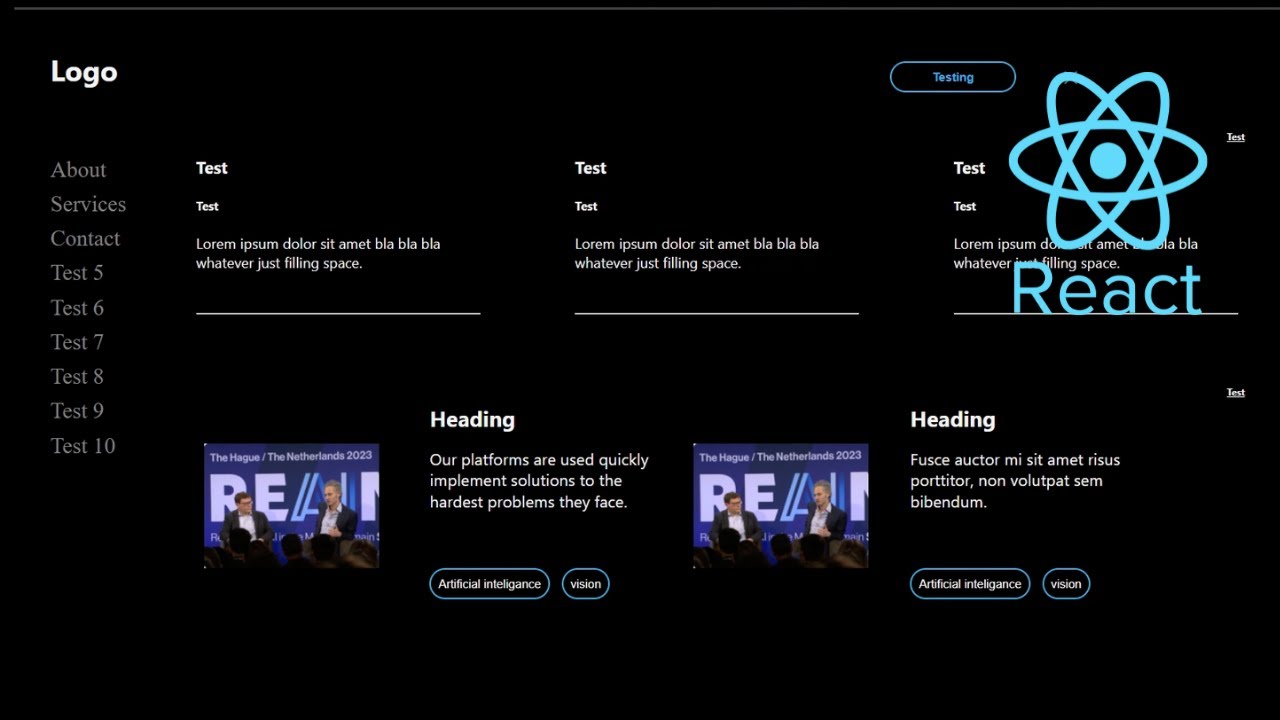 Logo
Testing
Test
About
Services
Contact
Test 5
Test 6
Test 7
Test 8
Test 9
Test 10
Test
Test
Lorem ipsum dolor sit amet bla bla bla
whatever just filling space.
Test
Test
Lorem ipsum dolor sit amet bla bla bla
whatever just filling space.
Test
Test
Lorem ipsum dolor sit amet bla bla
whatever just filling space.
React
Test
The Hague / The Netherlands 2023
REAIM
Heading
Our platforms are used quickly
implement solutions to the
hardest problems they face.
Artificial inteligance
vision
The Hague / The Netherlands 2023
REAIM
Heading
Fusce auctor mi sit amet risus
porttitor, non volutpat sem
bibendum.
Artificial inteligance
vision